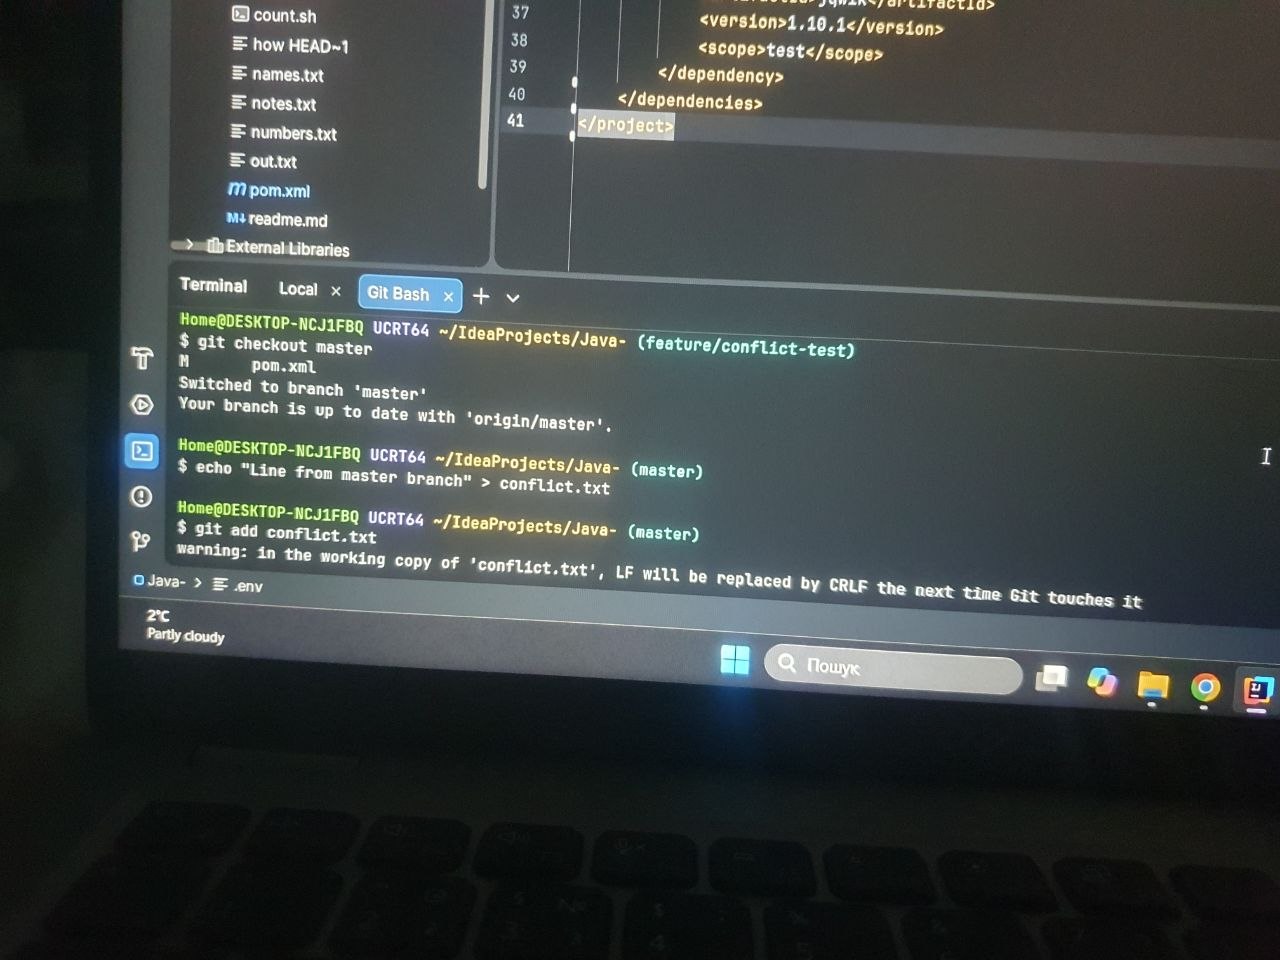 count.sh
how HEAD~1
names.txt
notes.txt
numbers.txt
out.txt
pom.xml
M↓ readme.md
External Libraries
37 <version>1.10.1</version>
38 <scope>test</scope>
39 </dependency>
40 </dependencies>
41 </project>
Terminal Local × Git Bash × +
Home@DESKTOP-NCJ1FBQ UCRT64 ~/IdeaProjects/Java- (feature/conflict-test)
$ git checkout master
M pom.xml
Switched to branch 'master'
Your branch is up to date with 'origin/master'.
Home@DESKTOP-NCJ1FBQ UCRT64 ~/IdeaProjects/Java- (master)
$ echo "Line from master branch" > conflict.txt
Home@DESKTOP-NCJ1FBQ UCRT64 ~/IdeaProjects/Java- (master)
$ git add conflict.txt
warning: in the working copy of 'conflict.txt', LF will be replaced by CRLF the next time Git touches it
Java- > .env
2°C
Partly cloudy
Пошук